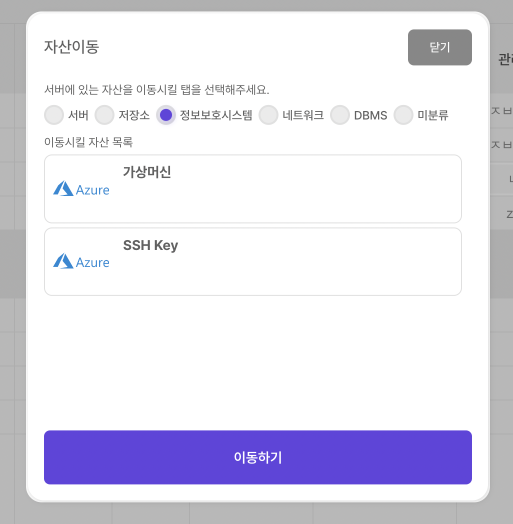 자산이동
닫기
서버에 있는 자산을 이동시킬 탭을 선택해주세요.
서버 저장소 정보보호시스템 네트워크 DBMS 미분류
이동시킬 자산 목록
가상머신
Azure
SSH Key
Azure
이동하기